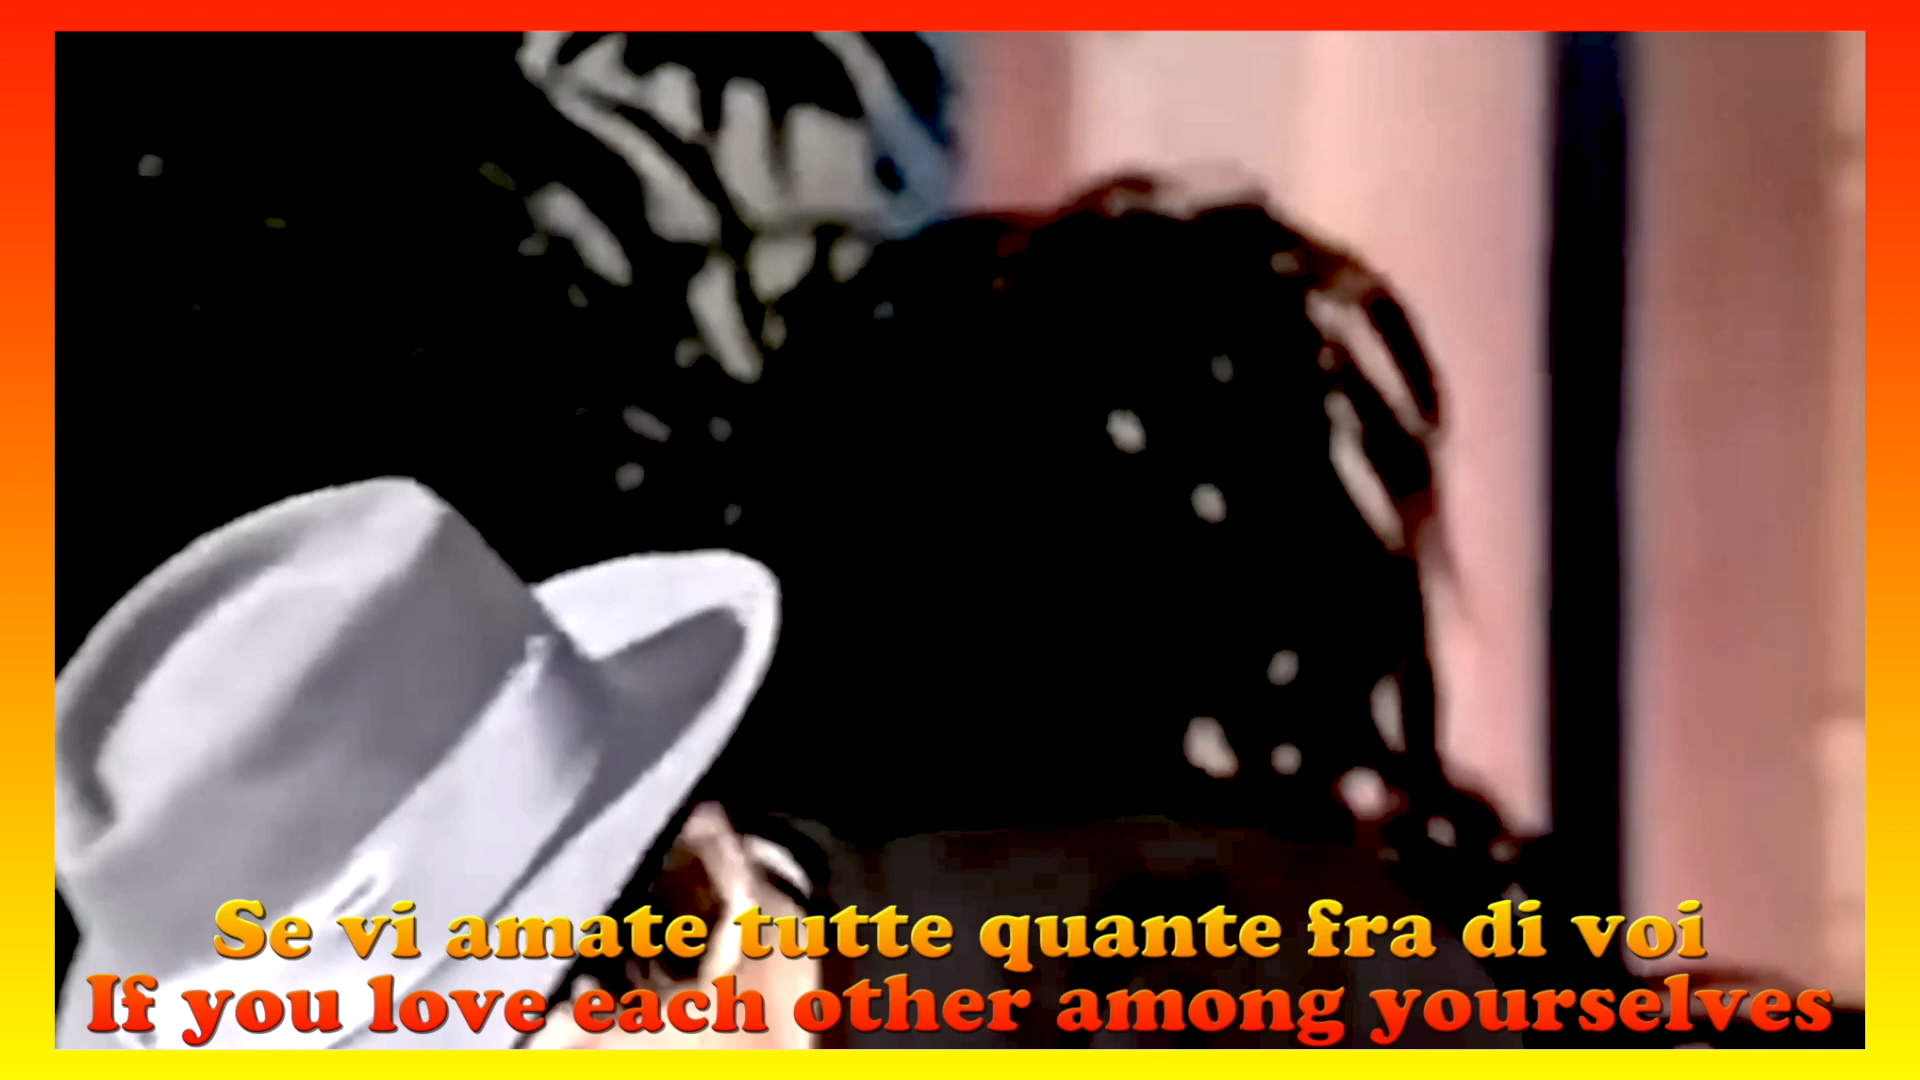 Se vi amate tutte quante fra di voi
If you love each other among yourselves